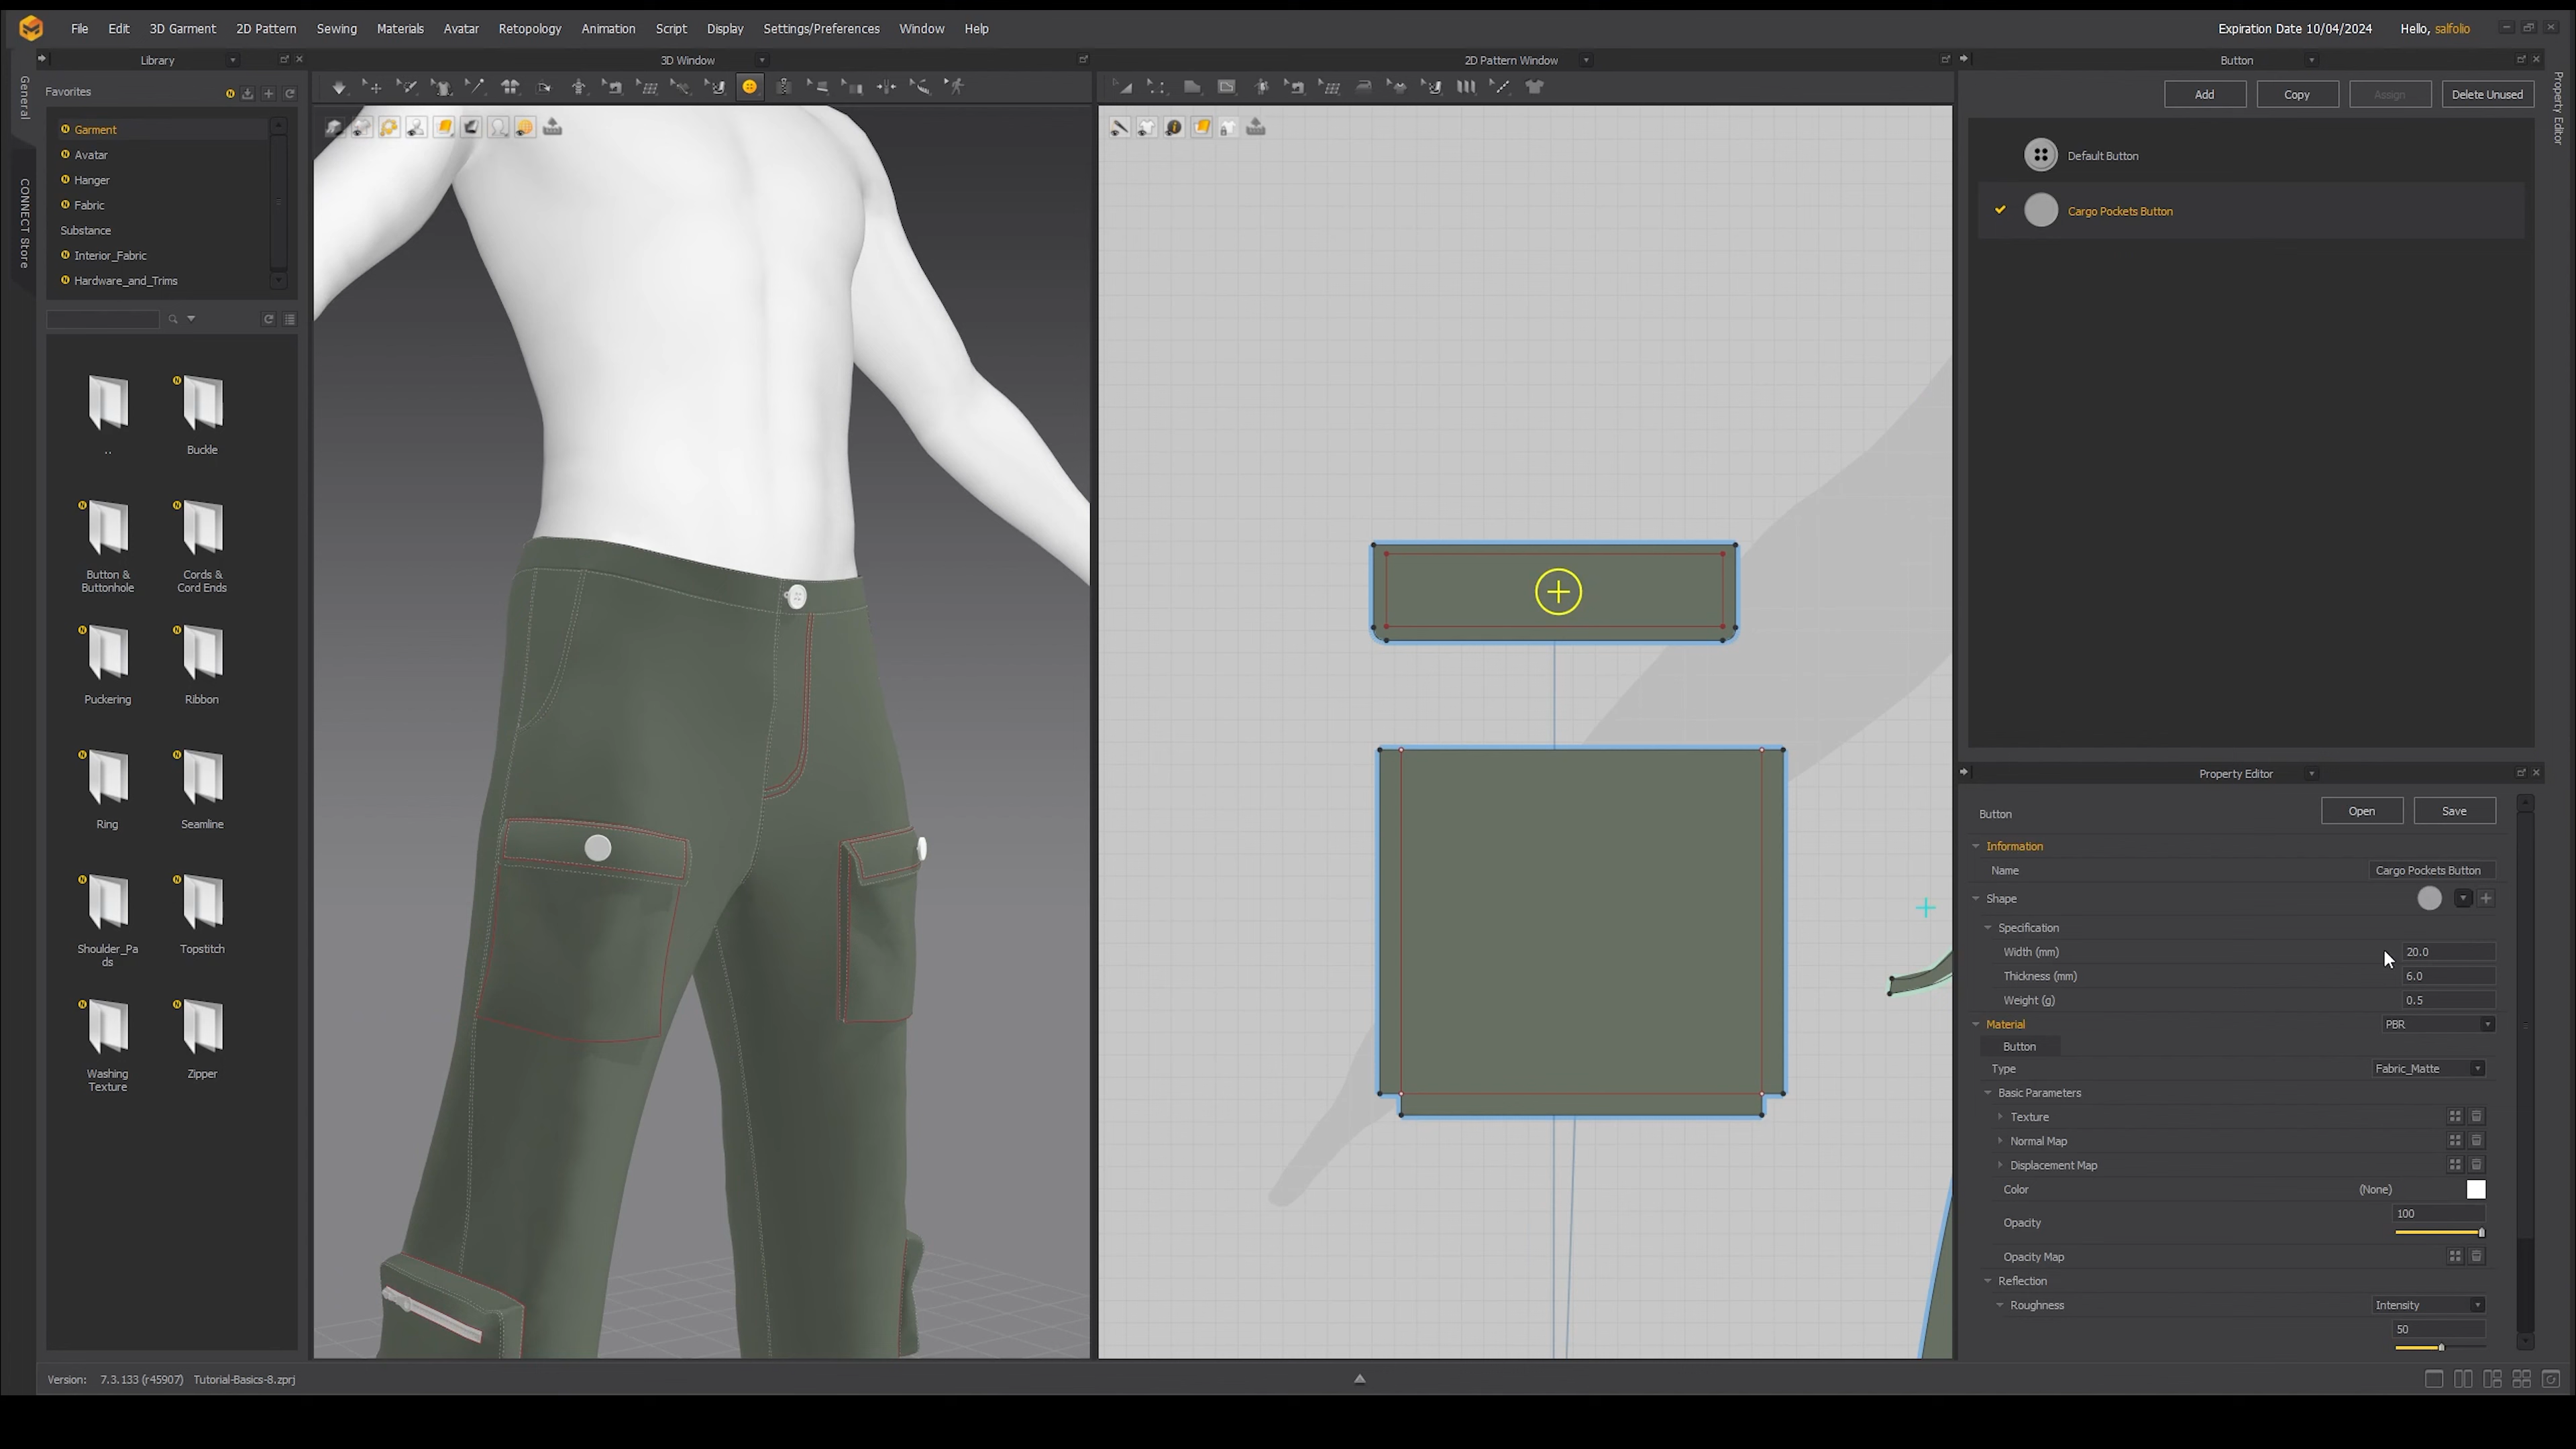 File Edit 3D Garment 2D Pattern Sewing Materials Avatar Retopology Animation Script Display Settings/Preferences Window Help
Expiration Date 10/04/2024 Hello, salfolio
Library
3D Window
2D Pattern Window
Button
General
CONNECT Store
Property Editor
Favorites
N
N Garment
N Avatar
N Hanger
N Fabric
Substance
N Interior_Fabric
N Hardware_and_Trims
..
N Buckle
N Button &
Buttonhole
N Cords &
Cord Ends
N Puckering
N Ribbon
N Ring
N Seamline
N Shoulder_Pa
ds
N Topstitch
N Washing
Texture
N Zipper
Add Copy Assign Delete Unused
Default Button
Cargo Pockets Button
Property Editor
Button Open Save
Information
Name Cargo Pockets Button
Shape
Specification
Width (mm) 20.0
Thickness (mm) 6.0
Weight (g) 0.5
Material PBR
Button
Type Fabric_Matte
Basic Parameters
Texture
Normal Map
Displacement Map
Color (None)
100
Opacity
Opacity Map
Reflection
Roughness Intensity
50
Version: 7.3.133 (r45907) Tutorial-Basics-8.zprj